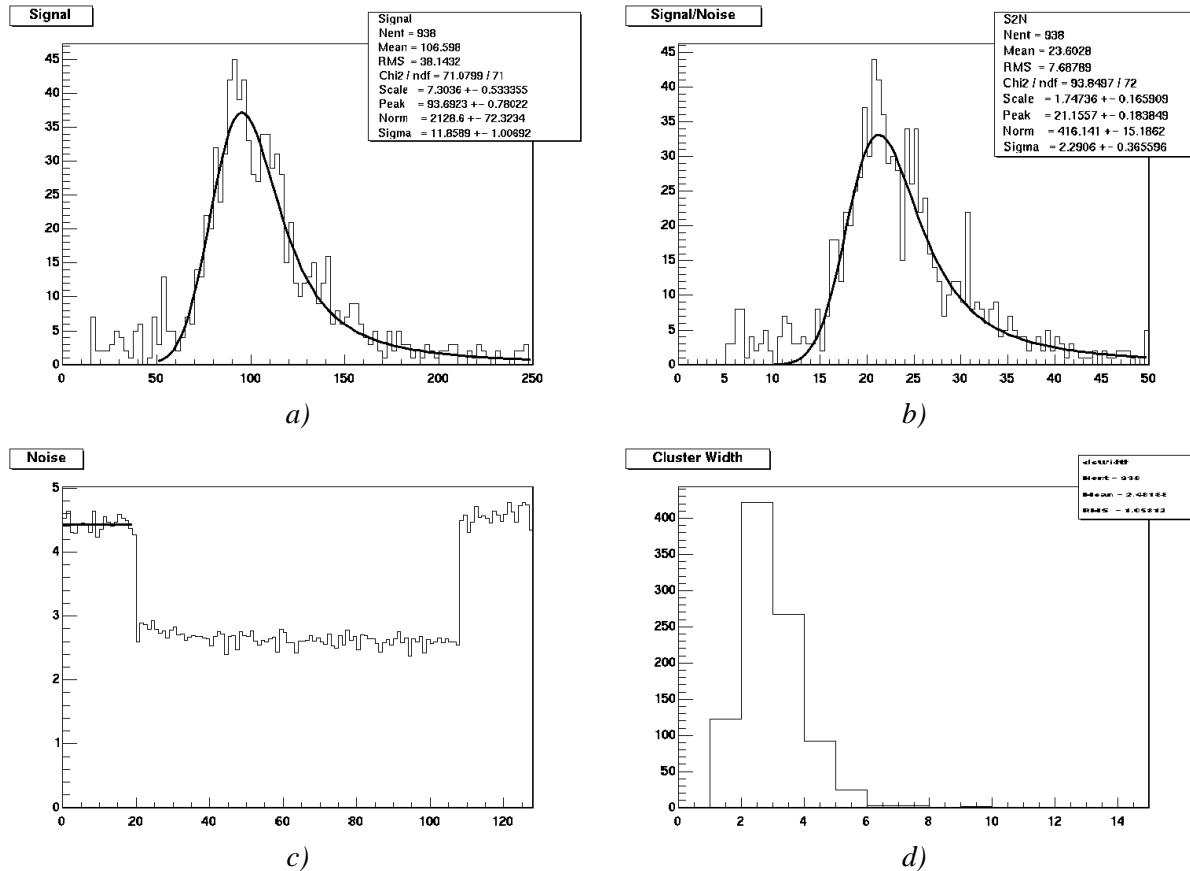 Signal
Signal
Nent = 938
Mean = 106.598
RMS = 38.1432
Chi2 / ndf = 71.0799 / 71
Scale = 7.3036 +- 0.533355
Peak = 93.6923 +- 0.78022
Norm = 2128.6 +- 72.3234
Sigma = 11.8589 +- 1.00692
45
40
35
30
25
20
15
10
5
0
0 50 100 150 200 250
a)
Signal/Noise
S2N
Nent = 938
Mean = 23.6028
RMS = 7.68789
Chi2 / ndf = 93.8497 / 72
Scale = 1.74736 +- 0.165909
Peak = 21.1557 +- 0.183849
Norm = 416.141 +- 15.1862
Sigma = 2.2906 +- 0.365596
45
40
35
30
25
20
15
10
5
0
0 5 10 15 20 25 30 35 40 45 50
b)
Noise
5
4
3
2
1
0
0 20 40 60 80 100 120
c)
Cluster Width
Nent = 938
Mean = 2.48188
400
350
300
250
200
150
100
50
0
0 2 4 6 8 10 12 14
d)